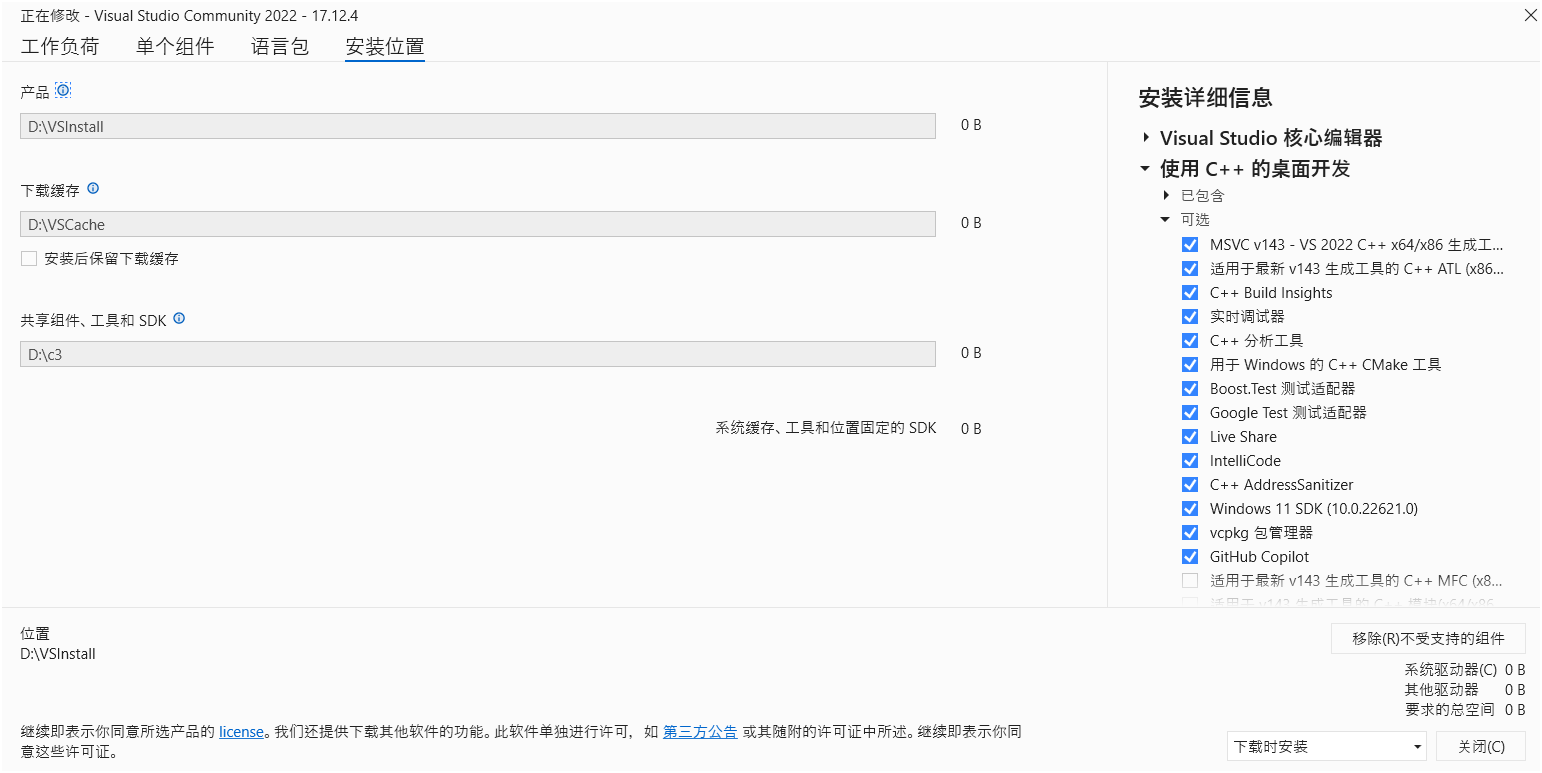 正在修改 - Visual Studio Community 2022 - 17.12.4
工作负荷 单个组件 语言包 安装位置
产品
D:\VSInstall 0 B
下载缓存
D:\VSCache 0 B
安装后保留下载缓存
共享组件、工具和 SDK
D:\c3 0 B
系统缓存、工具和位置固定的 SDK 0 B
安装详细信息
Visual Studio 核心编辑器
使用 C++ 的桌面开发
已包含
可选
MSVC v143 - VS 2022 C++ x64/x86 生成工...
适用于最新 v143 生成工具的 C++ ATL (x86...
C++ Build Insights
实时调试器
C++ 分析工具
用于 Windows 的 C++ CMake 工具
Boost.Test 测试适配器
Google Test 测试适配器
Live Share
IntelliCode
C++ AddressSanitizer
Windows 11 SDK (10.0.22621.0)
vcpkg 包管理器
GitHub Copilot
适用于最新 v143 生成工具的 C++ MFC (x8...
适用于 v143 生成工具的 C++ 模块(x64/x86
位置
D:\VSInstall
移除(R)不受支持的组件
系统驱动器(C) 0 B
其他驱动器 0 B
要求的总空间 0 B
继续即表示你同意所选产品的 license。我们还提供下载其他软件的功能。此软件单独进行许可，如 第三方公告 或其随附的许可证中所述。继续即表示你同
意这些许可证。
下载时安装 关闭(C)